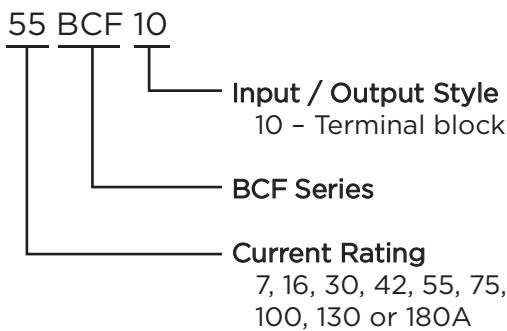 55 BCF 10
Input / Output Style
10 – Terminal block
BCF Series
Current Rating
7, 16, 30, 42, 55, 75,
100, 130 or 180A